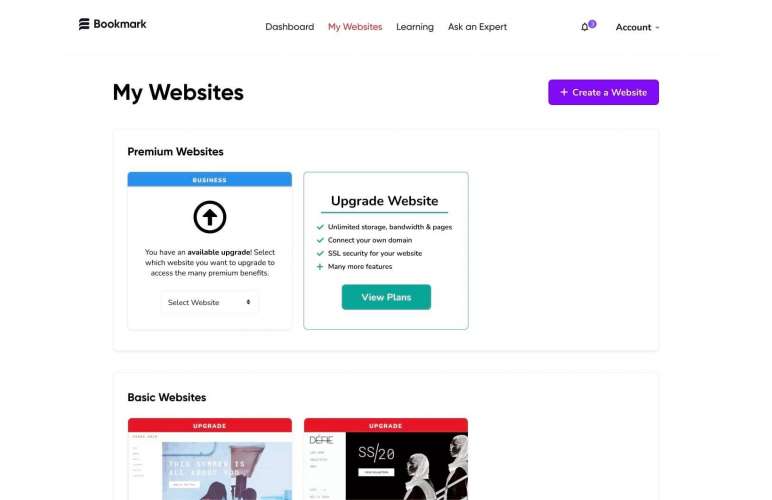 Bookmark
Dashboard My Websites Learning Ask an Expert
3
Account
My Websites
+ Create a Website
Premium Websites
BUSINESS
You have an available upgrade! Select
which website you want to upgrade to
access the many premium benefits.
Select Website
Upgrade Website
Unlimited storage, bandwidth & pages
Connect your own domain
SSL security for your website
Many more features
View Plans
Basic Websites
UPGRADE
THIS SUMMER IS
ALL ABOUT YOU
UPGRADE
DÉFIE
SS/20